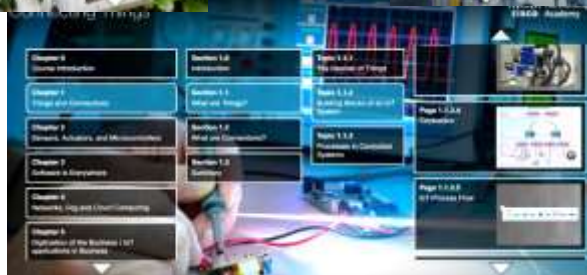 Connecting Things
CISCO Academy
Chapter 0
Course Introduction
Chapter 1
Things and Connections
Chapter 2
Sensors, Actuators, and Microcontrollers
Chapter 3
Software is Everywhere
Chapter 4
Networks, Fog and Cloud Computing
Chapter 5
Digitization of the Business / IoT
applications in Business
Section 1.0
Introduction
Section 1.1
What are Things?
Section 1.2
What are Connections?
Section 1.3
Summary
Topic 1.1.1
The Internet of Things
Topic 1.1.2
Building Blocks of an IoT
System
Topic 1.1.3
Processes in Controlled
Systems
Page 1.1.2.4
Page 1.1.2.5
IoT Process Flow